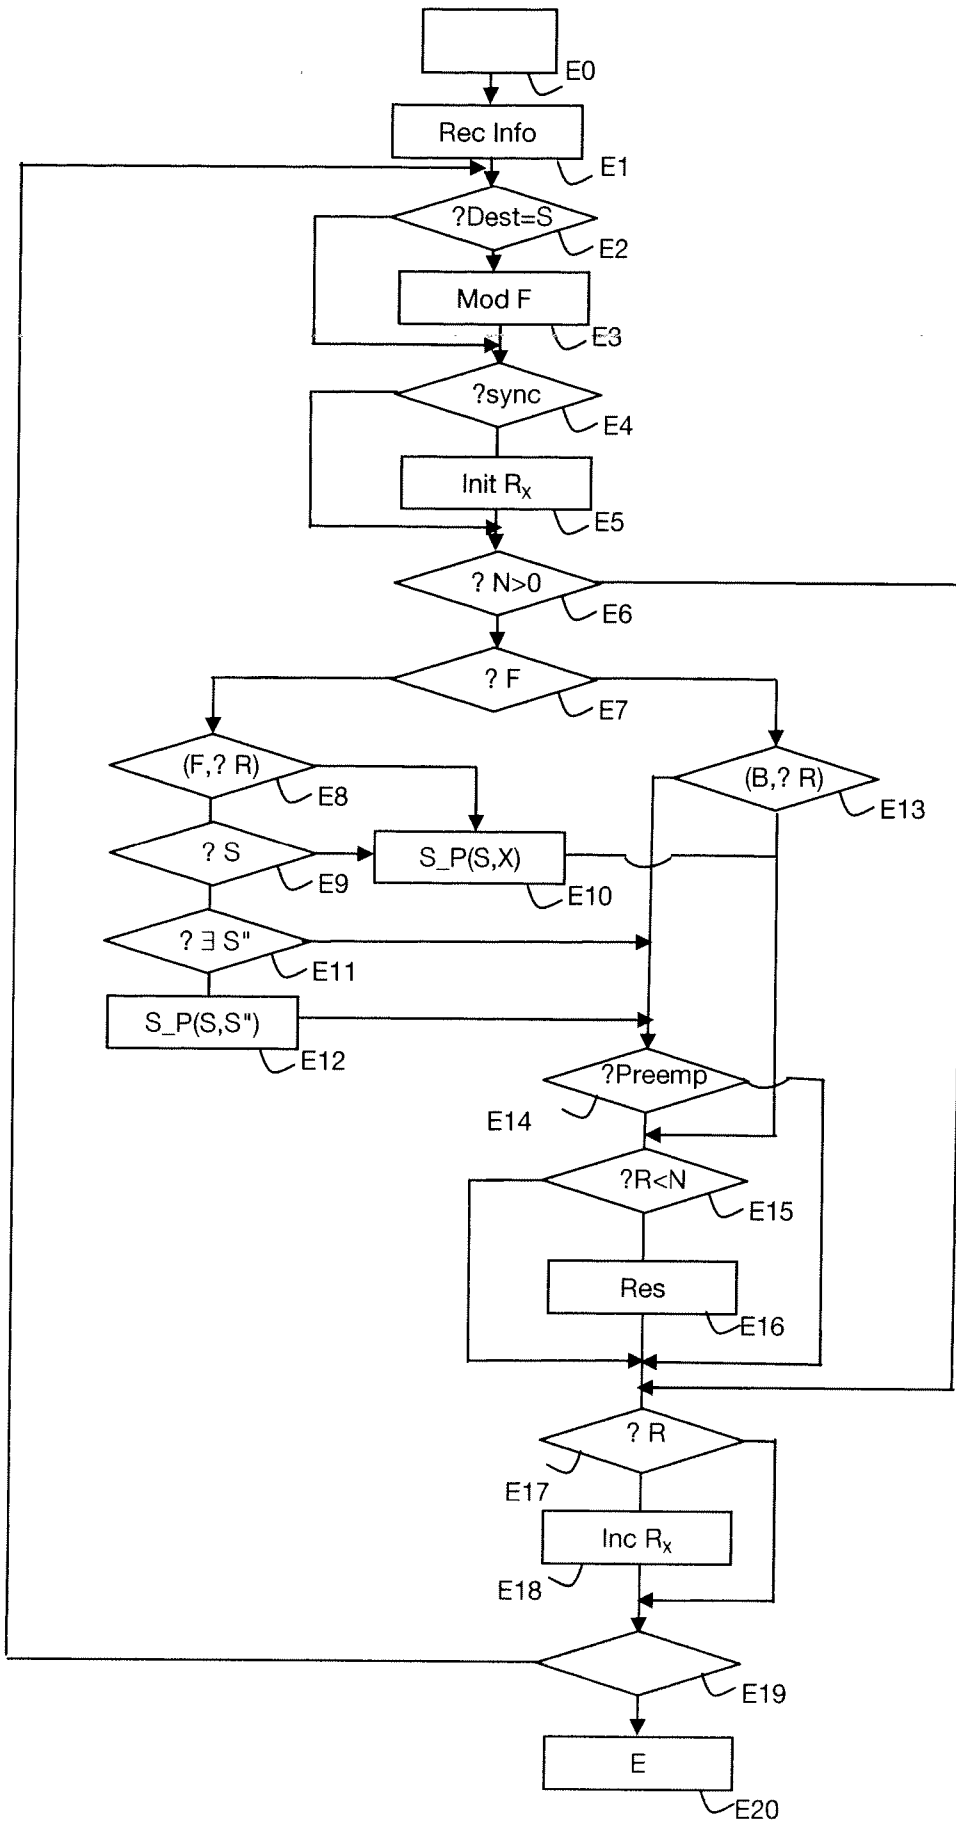 E0
Rec Info
E1
?Dest=S
E2
Mod F
E3
?sync
E4
Init Rx
E5
? N>0
E6
? F
E7
(F,? R)
E8
(B,? R)
E13
? S
E9
S_P(S,X)
E10
? ∃ S"
E11
S_P(S,S")
E12
?Preemp
E14
?R<N
E15
Res
E16
? R
E17
Inc Rx
E18
E19
E
E20